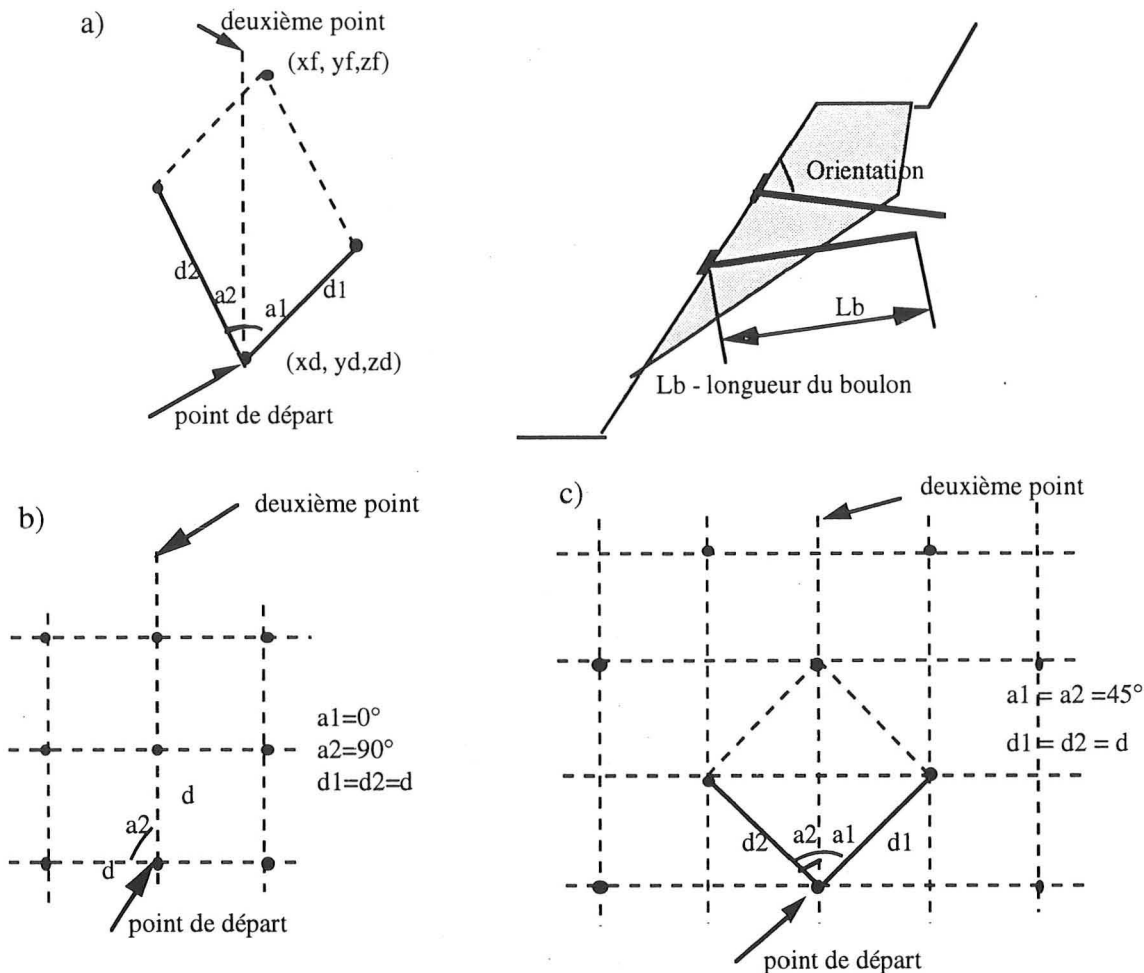 a)
deuxième point
(xf, yf,zf)
d2
a2
a1
d1
(xd, yd,zd)
point de départ
Orientation
Lb
Lb - longueur du boulon
b)
deuxième point
a1=0°
a2=90°
d1=d2=d
d
a2
d
point de départ
c)
deuxième point
a1 = a2 =45°
d1 = d2 = d
d2
a2
a1
d1
point de départ